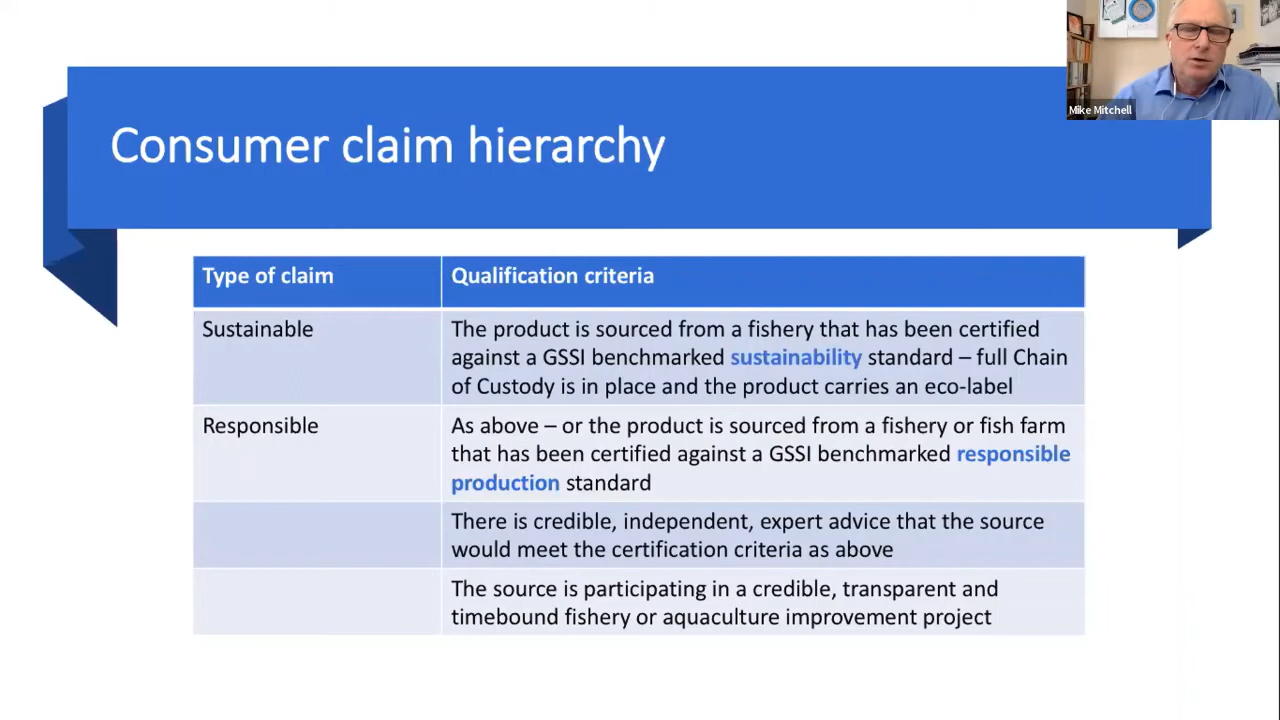 Mike Mitchell
Consumer claim hierarchy
Type of claim
Qualification criteria
Sustainable
The product is sourced from a fishery that has been certified
against a GSSI benchmarked sustainability standard – full Chain
of Custody is in place and the product carries an eco-label
Responsible
As above – or the product is sourced from a fishery or fish farm
that has been certified against a GSSI benchmarked responsible
production standard
There is credible, independent, expert advice that the source
would meet the certification criteria as above
The source is participating in a credible, transparent and
timebound fishery or aquaculture improvement project